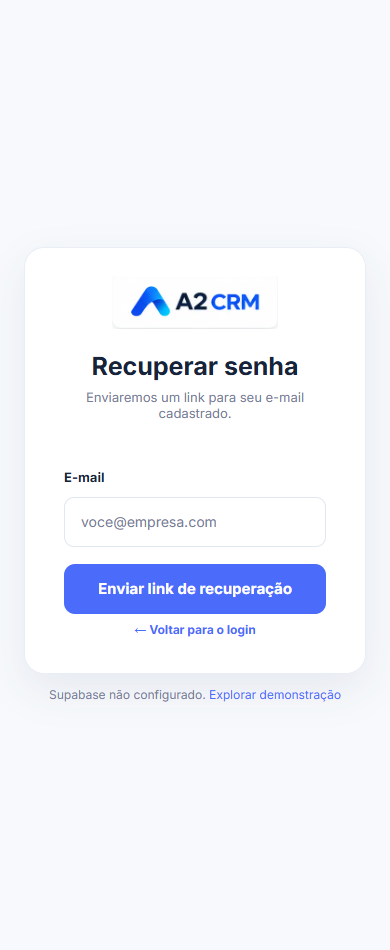 A2 CRM
Recuperar senha
Enviaremos um link para seu e-mail
cadastrado.
E-mail
voce@empresa.com
Enviar link de recuperação
← Voltar para o login
Supabase não configurado. Explorar demonstração